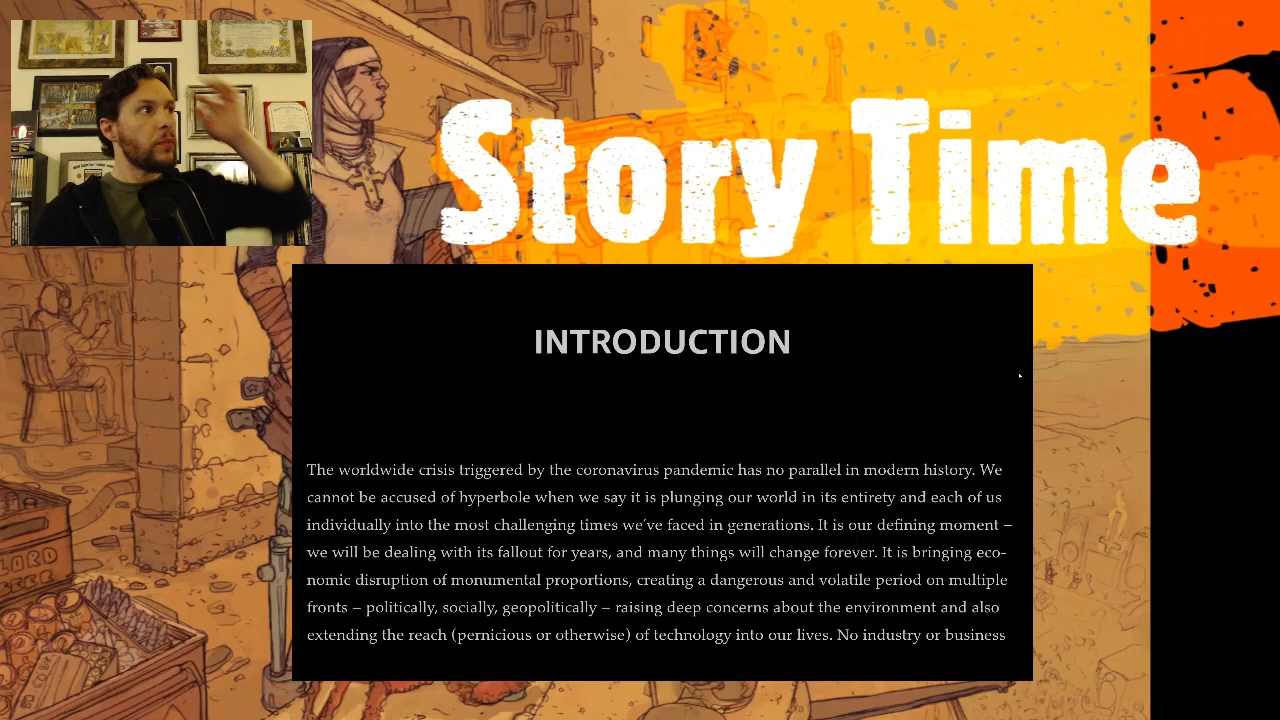 Story Time
INTRODUCTION
The worldwide crisis triggered by the coronavirus pandemic has no parallel in modern history. We
cannot be accused of hyperbole when we say it is plunging our world in its entirety and each of us
individually into the most challenging times we've faced in generations. It is our defining moment –
we will be dealing with its fallout for years, and many things will change forever. It is bringing eco-
nomic disruption of monumental proportions, creating a dangerous and volatile period on multiple
fronts – politically, socially, geopolitically – raising deep concerns about the environment and also
extending the reach (pernicious or otherwise) of technology into our lives. No industry or business